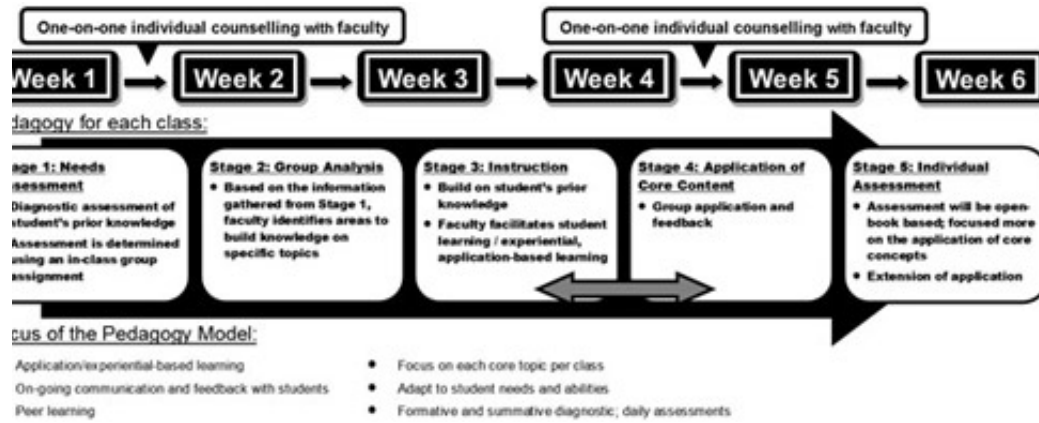 One-on-one individual counselling with faculty
One-on-one individual counselling with faculty
Week 1
Week 2
Week 3
Week 4
Week 5
Week 6
dagogy for each class:
age 1: Needs
sessment
Diagnostic assessment of
student's prior knowledge
Assessment is determined
using an in-class group
assignment
Stage 2: Group Analysis
• Based on the information
gathered from Stage 1,
faculty identifies areas to
build knowledge on
specific topics
Stage 3: Instruction
• Build on student's prior
knowledge
• Faculty facilitates student
learning / experiential,
application-based learning
Stage 4: Application of
Core Content
• Group application and
feedback
Stage 5: Individual
Assessment
• Assessment will be open-
book based; focused more
on the application of core
concepts
• Extension of application
cus of the Pedagogy Model:
Application/experiential-based learning
On-going communication and feedback with students
Peer learning
• Focus on each core topic per class
• Adapt to student needs and abilities
• Formative and summative diagnostic; daily assessments